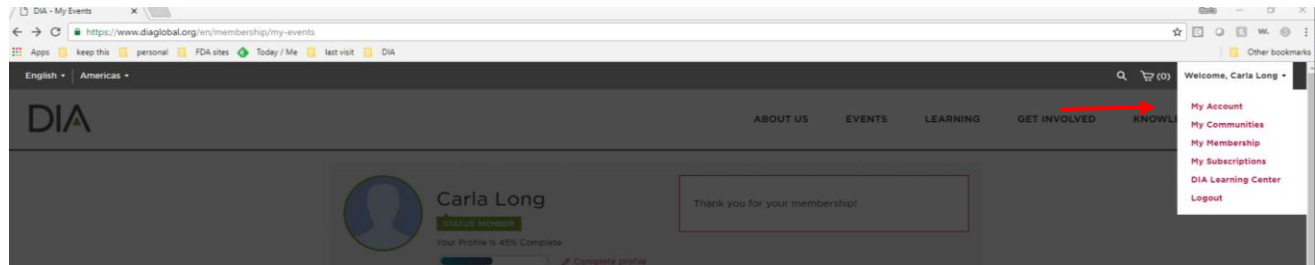 DIA - My Events
https://www.diaglobal.org/en/membership/my-events
Apps keep this personal FDA sites Today / Me last visit DIA Other bookmarks
English Americas (0) Welcome, Carla Long
DIA
ABOUT US EVENTS LEARNING GET INVOLVED KNOWL
My Account
My Communities
My Membership
My Subscriptions
DIA Learning Center
Logout
Carla Long
STATUS MEMBER
Your Profile is 45% Complete
Complete profile
Thank you for your membership!